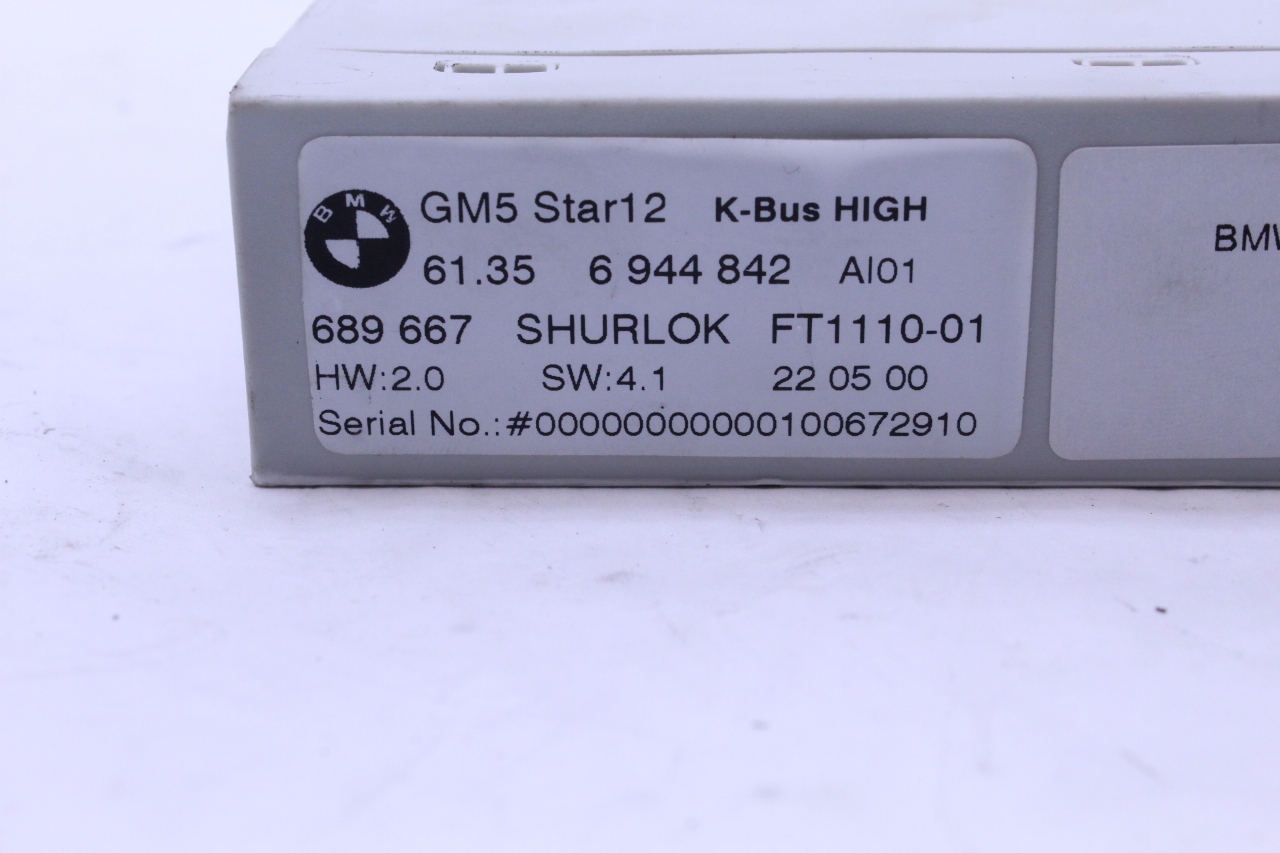 BMW
GM5 Star12 K-Bus HIGH
61.35 6 944 842 AI01
689 667 SHURLOK FT1110-01
HW:2.0 SW:4.1 22 05 00
Serial No.:#00000000000100672910
BMW